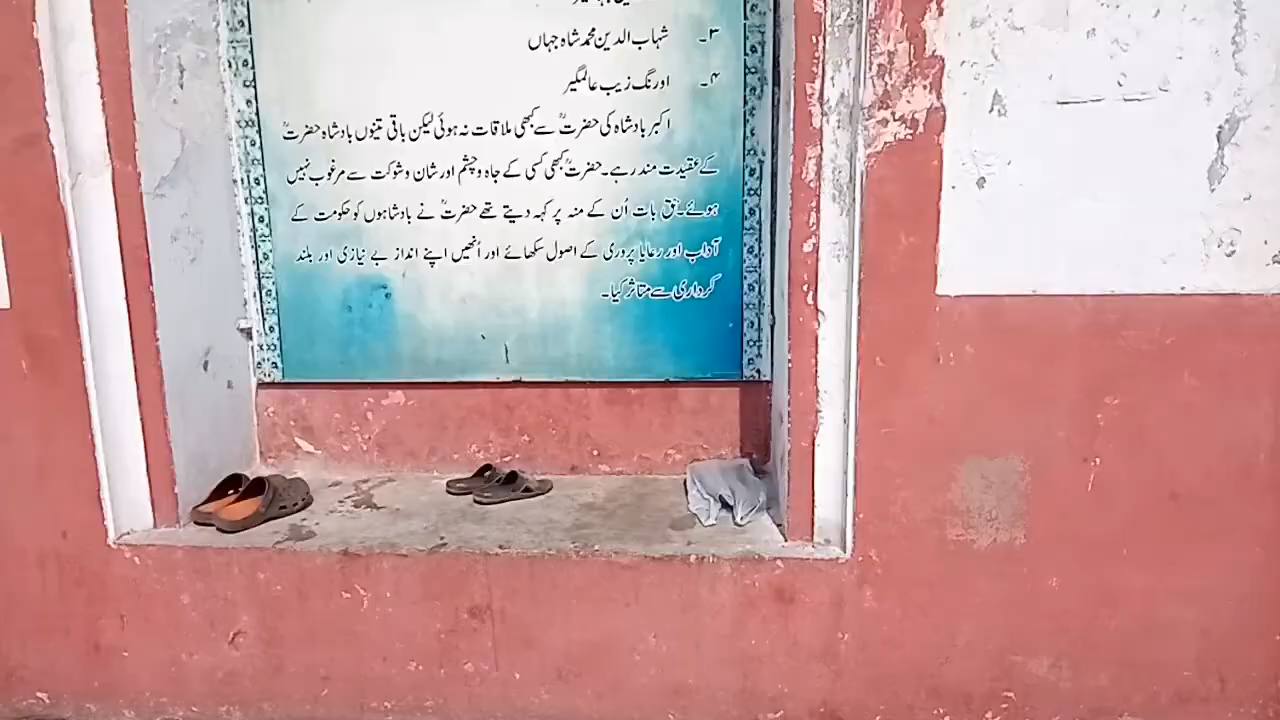 ۳۔ شہاب الدین محمد شاہ جہاں
۴۔ اورنگ زیب عالمگیر
اکبر بادشاہ کی حضرتؒ سے کبھی ملاقات نہ ہوئی لیکن باقی تینوں بادشاہ حضرتؒ
کے عقیدت مند رہے۔ حضرتؒ کبھی کسی کے جاہ و چشم اور شان و شوکت سے مرغوب نہیں
ہوئے۔ حق بات اُن کے منہ پر کہہ دیتے تھے حضرتؒ نے بادشاہوں کو حکومت کے
آداب اور رعایا پروری کے اصول سکھائے اور اُنھیں اپنے انداز بے نیازی اور بلند
کرداری سے متاثر کیا۔